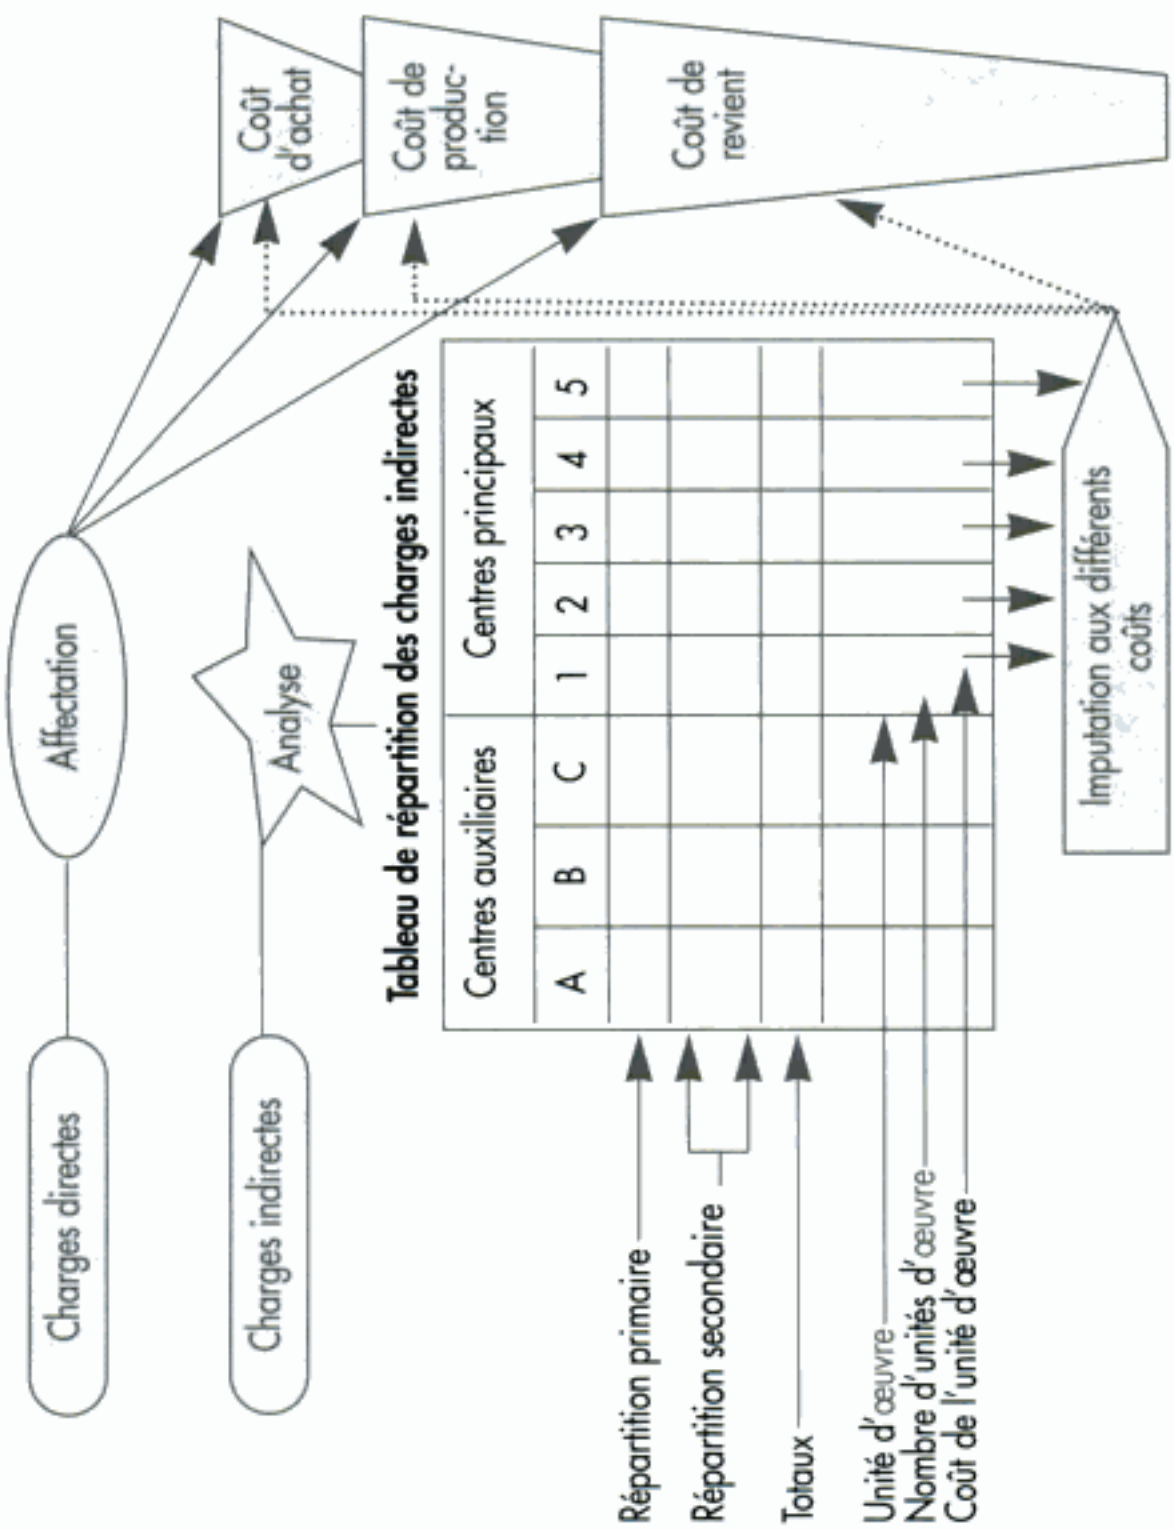 Charges directes
Affectation
Coût
d'achat
Charges indirectes
Analyse
Coût de
produc-
tion
Tableau de répartition des charges indirectes
Centres auxiliaires
Centres principaux
A
B
C
1
2
3
4
5
Coût de
revient
Répartition primaire
Répartition secondaire
Totaux
Unité d'œuvre
Nombre d'unités d'œuvre
Coût de l'unité d'œuvre
Imputation aux différents
coûts